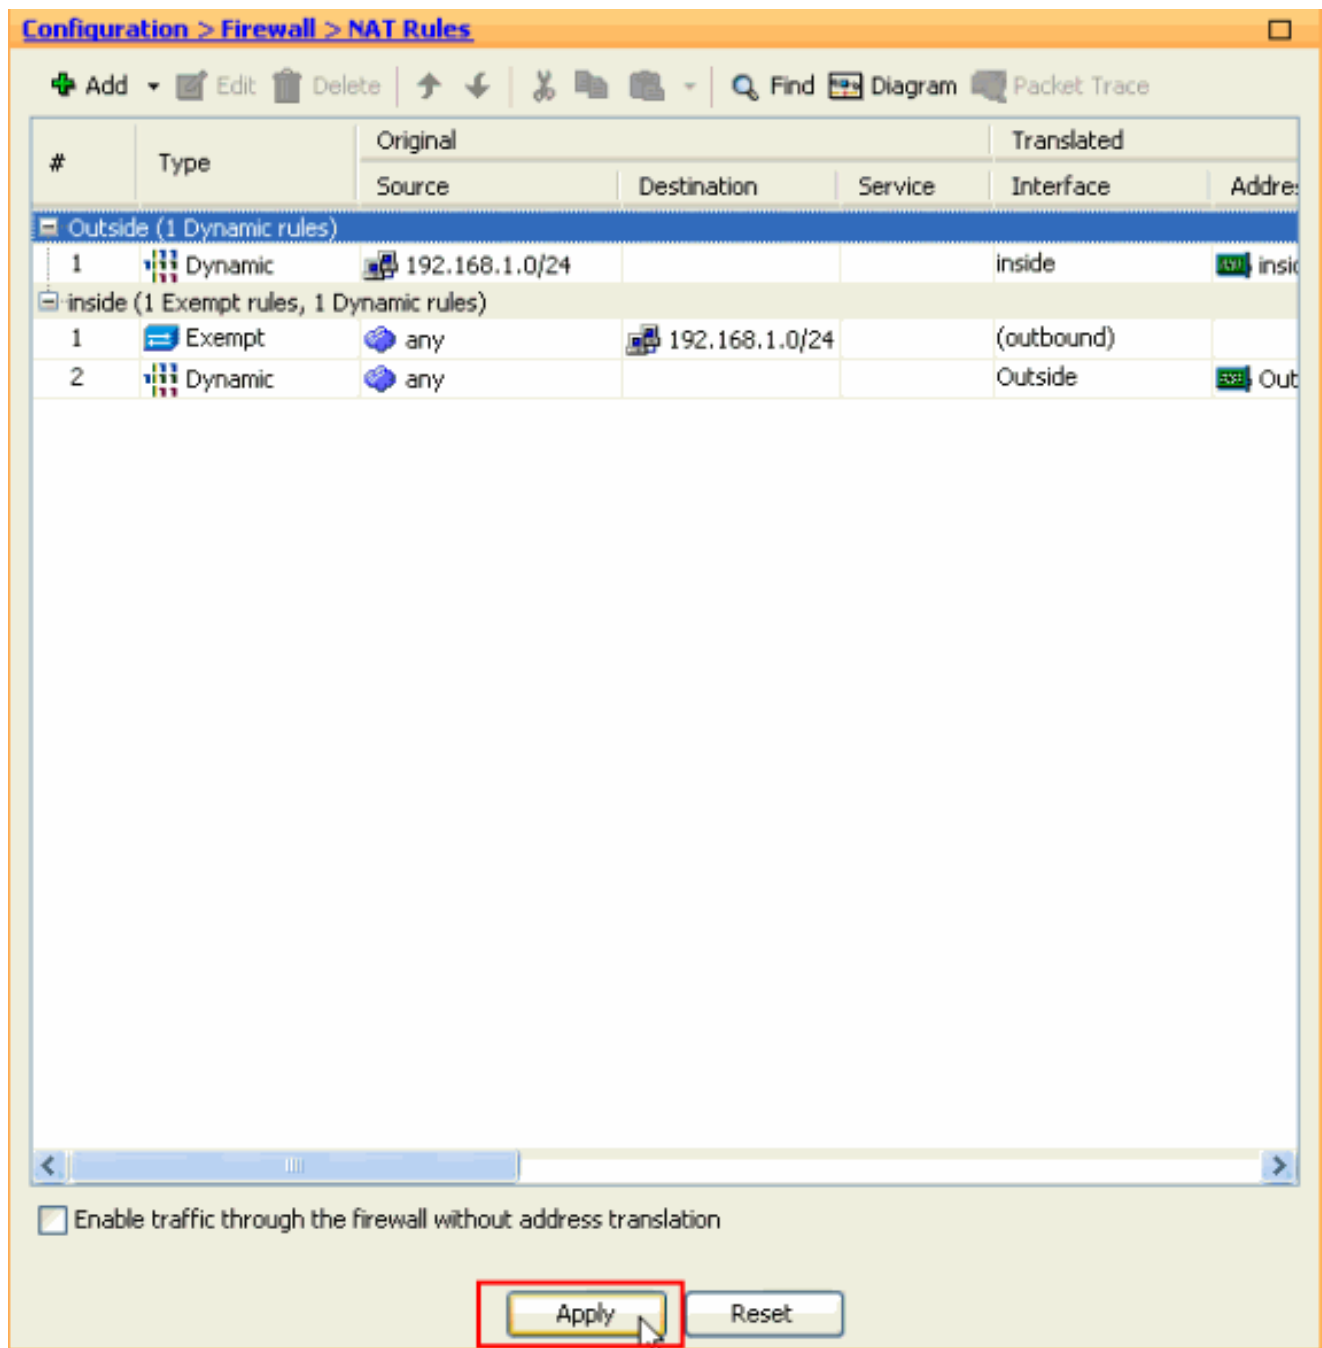 Configuration > Firewall > NAT Rules
Add Edit Delete Find Diagram Packet Trace
# Type Original Translated
Source Destination Service Interface Addre
Outside (1 Dynamic rules)
1 Dynamic 192.168.1.0/24 inside insid
inside (1 Exempt rules, 1 Dynamic rules)
1 Exempt any 192.168.1.0/24 (outbound)
2 Dynamic any Outside Out
Enable traffic through the firewall without address translation
Apply Reset